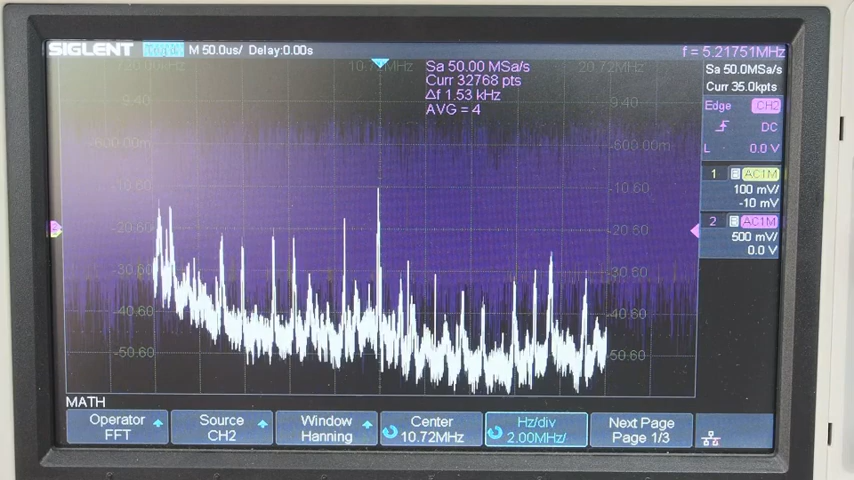 SIGLENT Trig'd M 50.0us/ Delay:0.00s
f = 5.21751MHz
10.72MHz 20.72MHz
Sa 50.00 MSa/s
Curr 32768 pts
Δf 1.53 kHz
AVG = 4
Sa 50.0MSa/s
Curr 35.0kpts
Edge CH2
DC
L 0.0 V
1 B AC1M
100 mV/
-10 mV
2 B AC1M
500 mV/
0.0 V
9.40 9.40
-600.00m -600.00m
-10.60 -10.60
-20.60 -20.60
-30.60 -30.60
-40.60 -40.60
-50.60 -50.60
MATH
Operator
FFT
Source
CH2
Window
Hanning
Center
10.72MHz
Hz/div
2.00MHz/
Next Page
Page 1/3